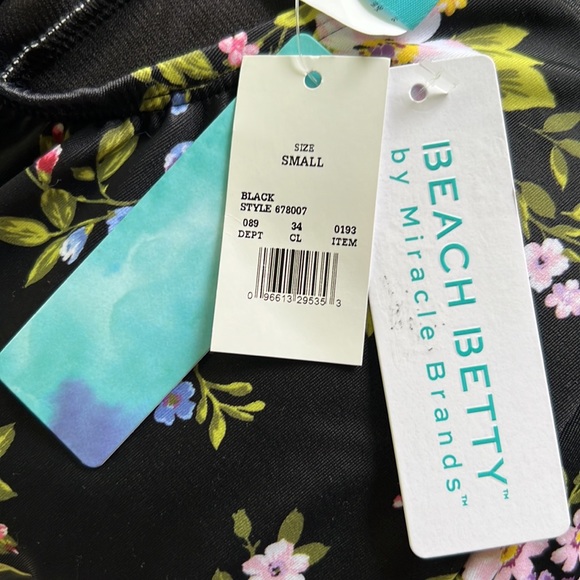 SIZE
SMALL
BLACK
STYLE 678007
089 34 0193
DEPT CL ITEM
0 96613 29535 3
BEACH BETTY™
by Miracle Brands™